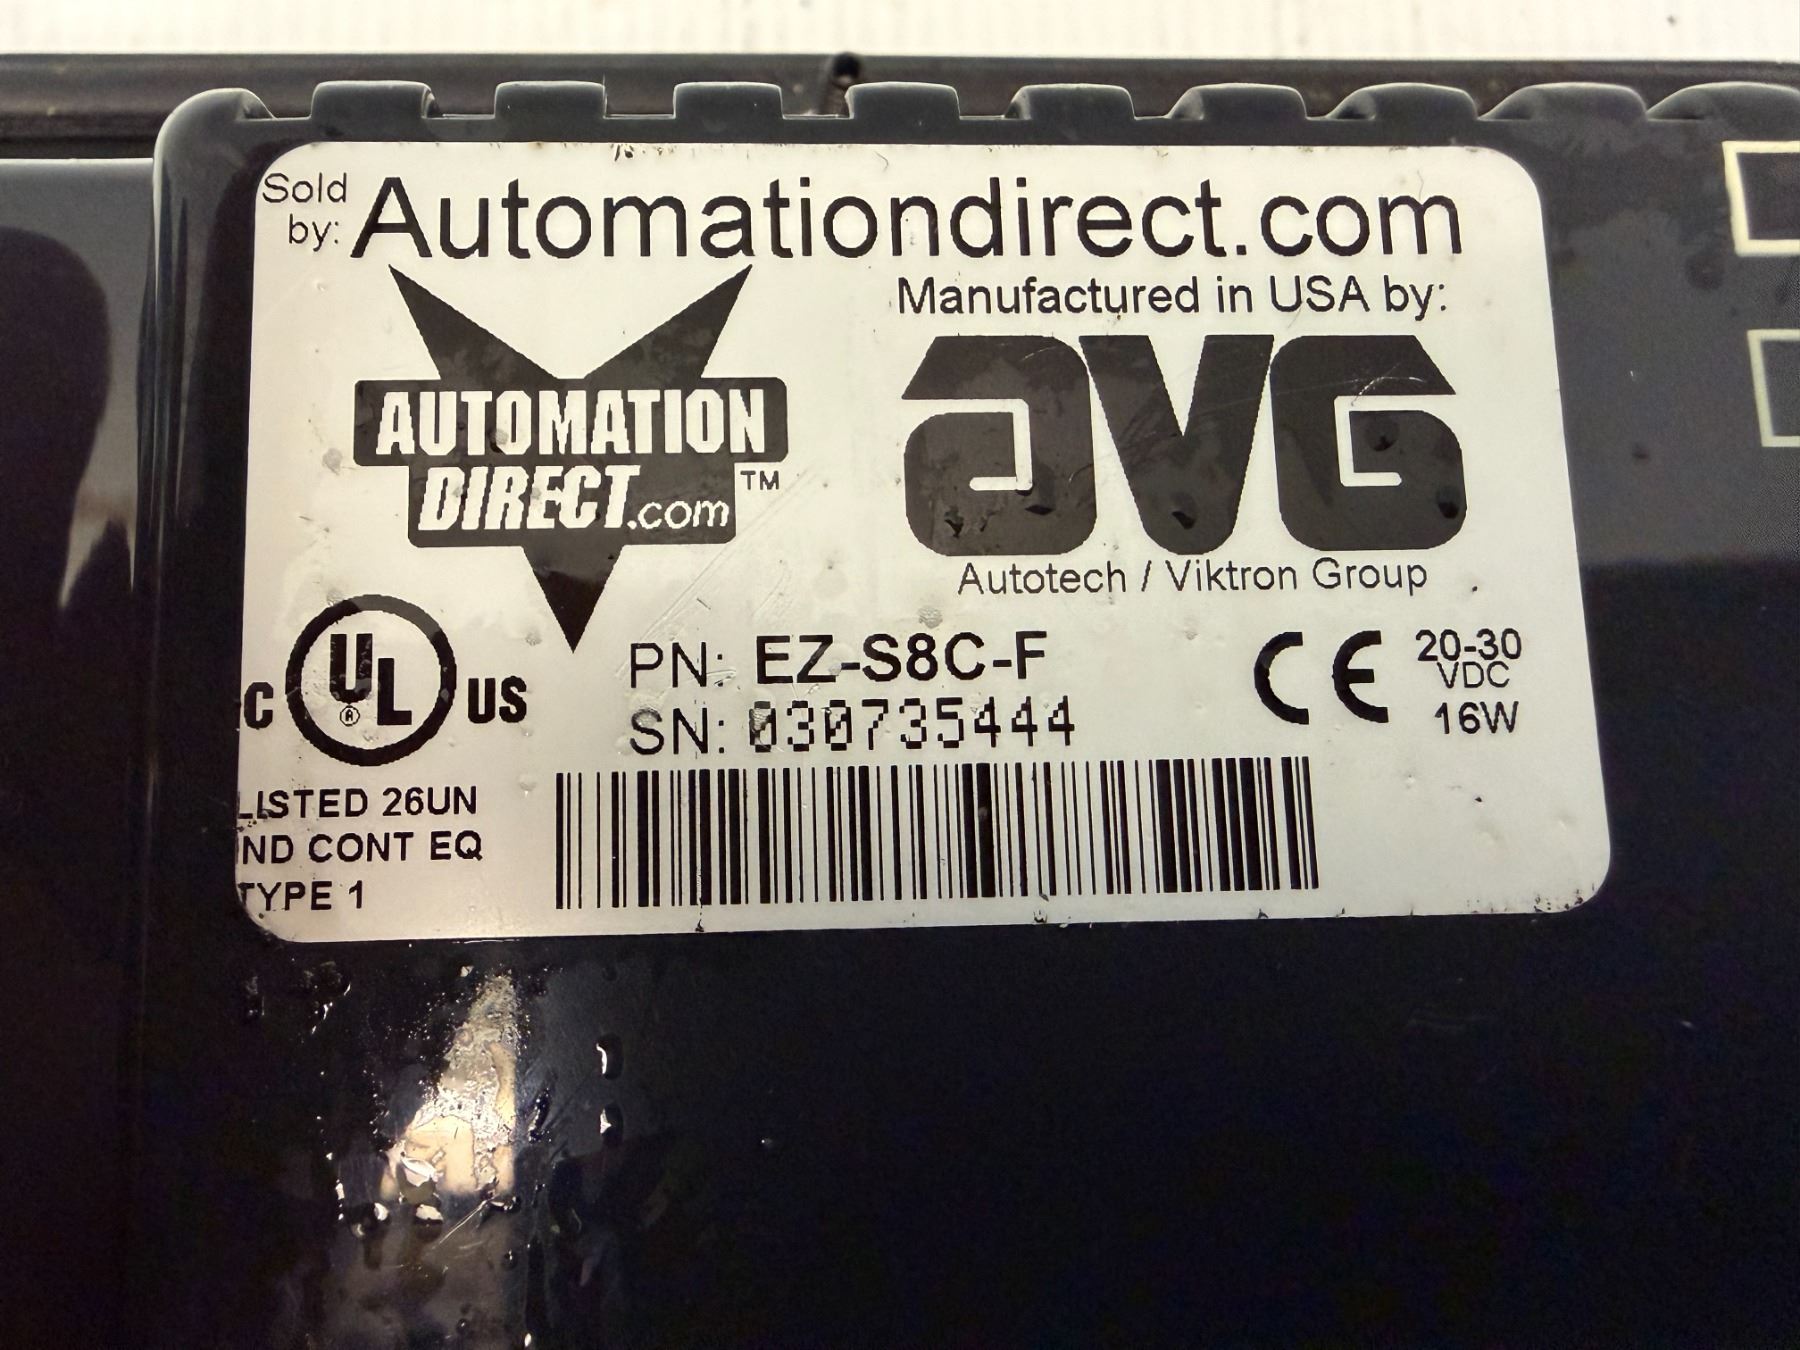 Sold by: Automationdirect.com
Manufactured in USA by:
AUTOMATION
DIRECT.com™
AVG
Autotech / Viktron Group
C UL® US
PN: EZ-S8C-F
SN: 030735444
CE
20-30
VDC
16W
LISTED 26UN
IND CONT EQ
TYPE 1